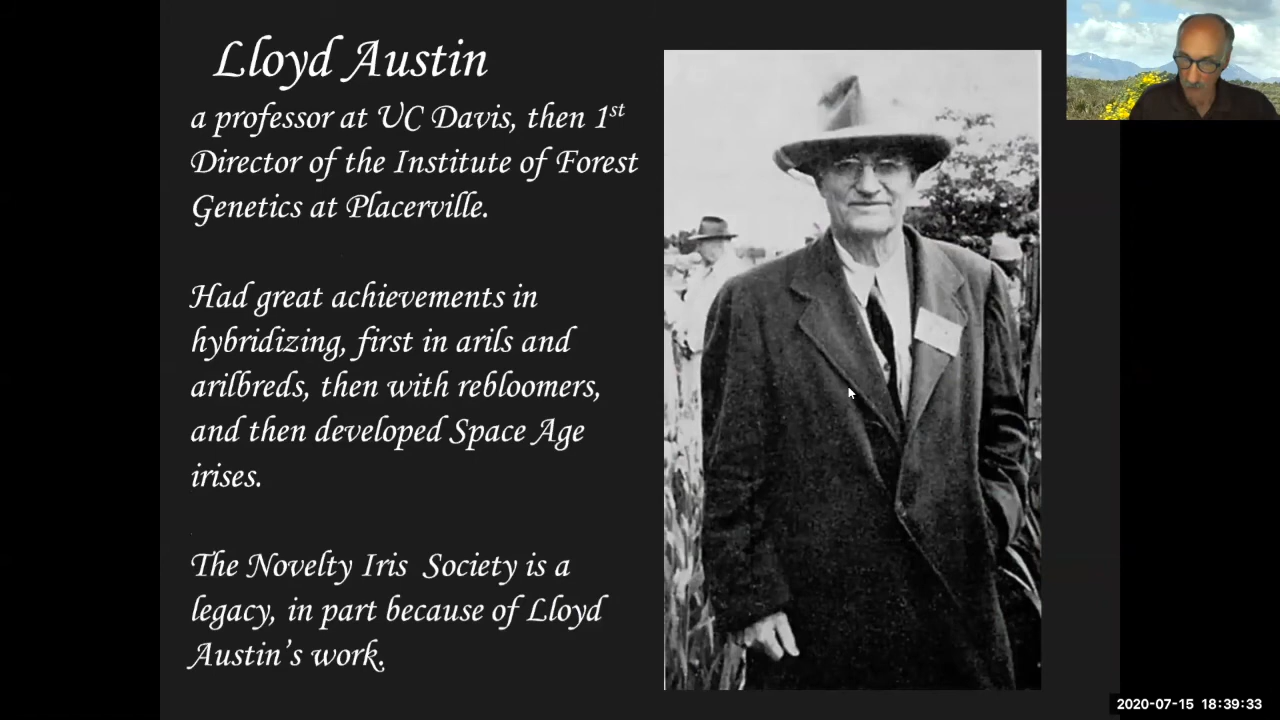 Lloyd Austin
a professor at UC Davis, then 1st
Director of the Institute of Forest
Genetics at Placerville.
Had great achievements in
hybridizing, first in arils and
arilbreds, then with rebloomers,
and then developed Space Age
irises.
The Novelty Iris Society is a
legacy, in part because of Lloyd
Austin's work.
2020-07-15 18:39:33